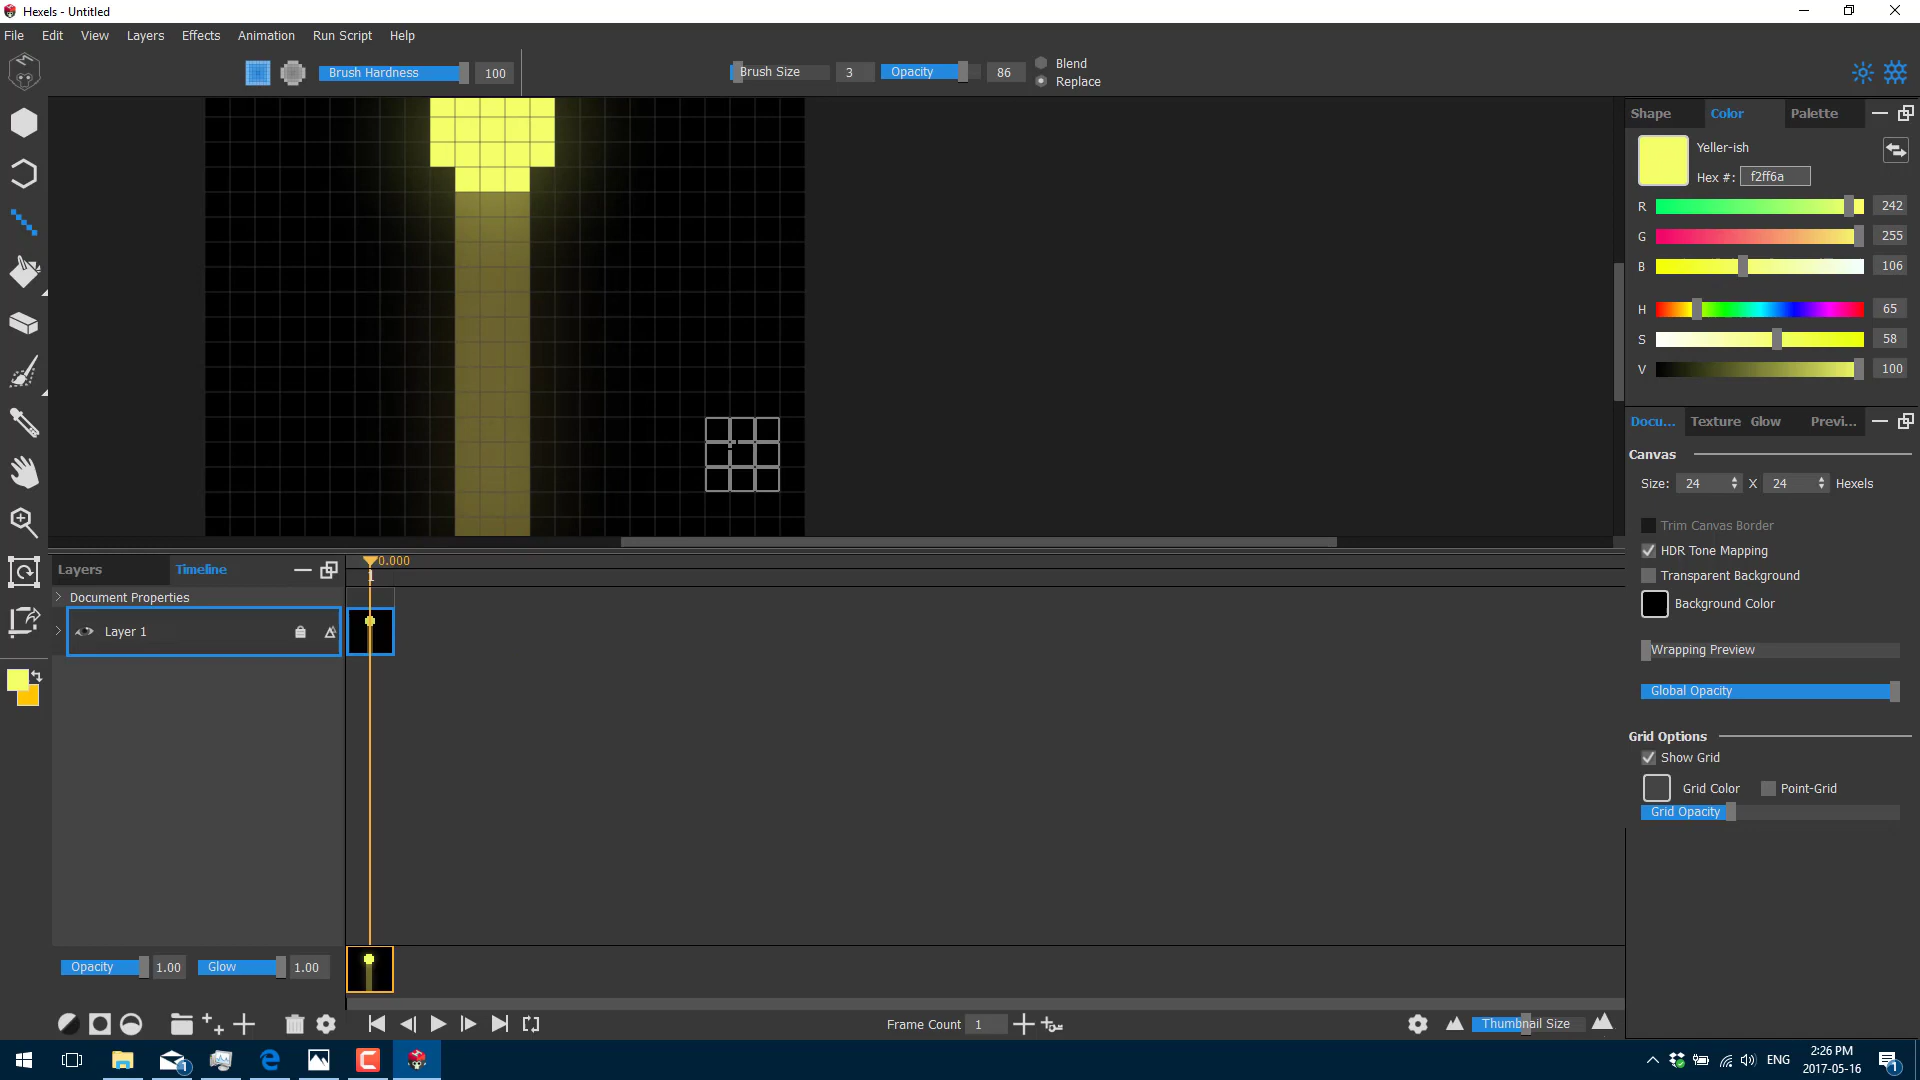 Hexels - Untitled
File Edit View Layers Effects Animation Run Script Help
Brush Hardness 100 Brush Size 3 Opacity 86 Blend
Replace
Shape Color Palette
Yeller-ish
Hex #: f2ff6a
R 242
G 255
B 106
H 65
S 58
V 100
Docu... Texture Glow Previ...
Canvas
Size: 24 X 24 Hexels
Trim Canvas Border
HDR Tone Mapping
Transparent Background
Background Color
Wrapping Preview
Global Opacity
Grid Options
Show Grid
Grid Color Point-Grid
Grid Opacity
Layers Timeline
0.000
1
Document Properties
Layer 1
Opacity 1.00 Glow 1.00
Frame Count 1 Thumbnail Size
1
ENG
2:26 PM
2017-05-16
1